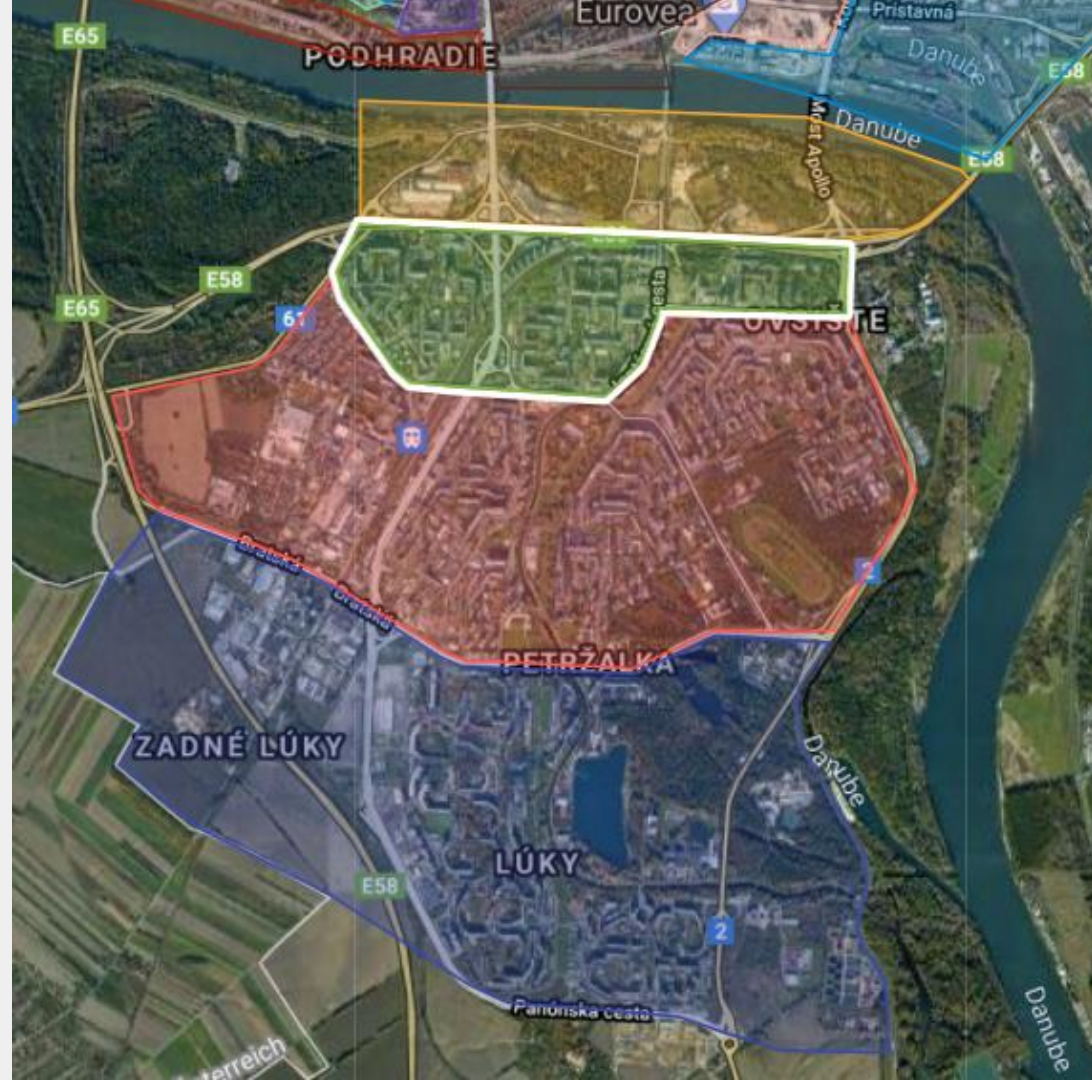 Eurovea
Prístavná
E65
PODHRADIE
Danube
E58
Most Apollo
Danube
E58
E58
E65
61
cesta
OVSIŠTE
Bratská
2
Bratská
PETRŽALKA
ZADNÉ LÚKY
Danube
LÚKY
E58
2
Panónska cesta
Danube